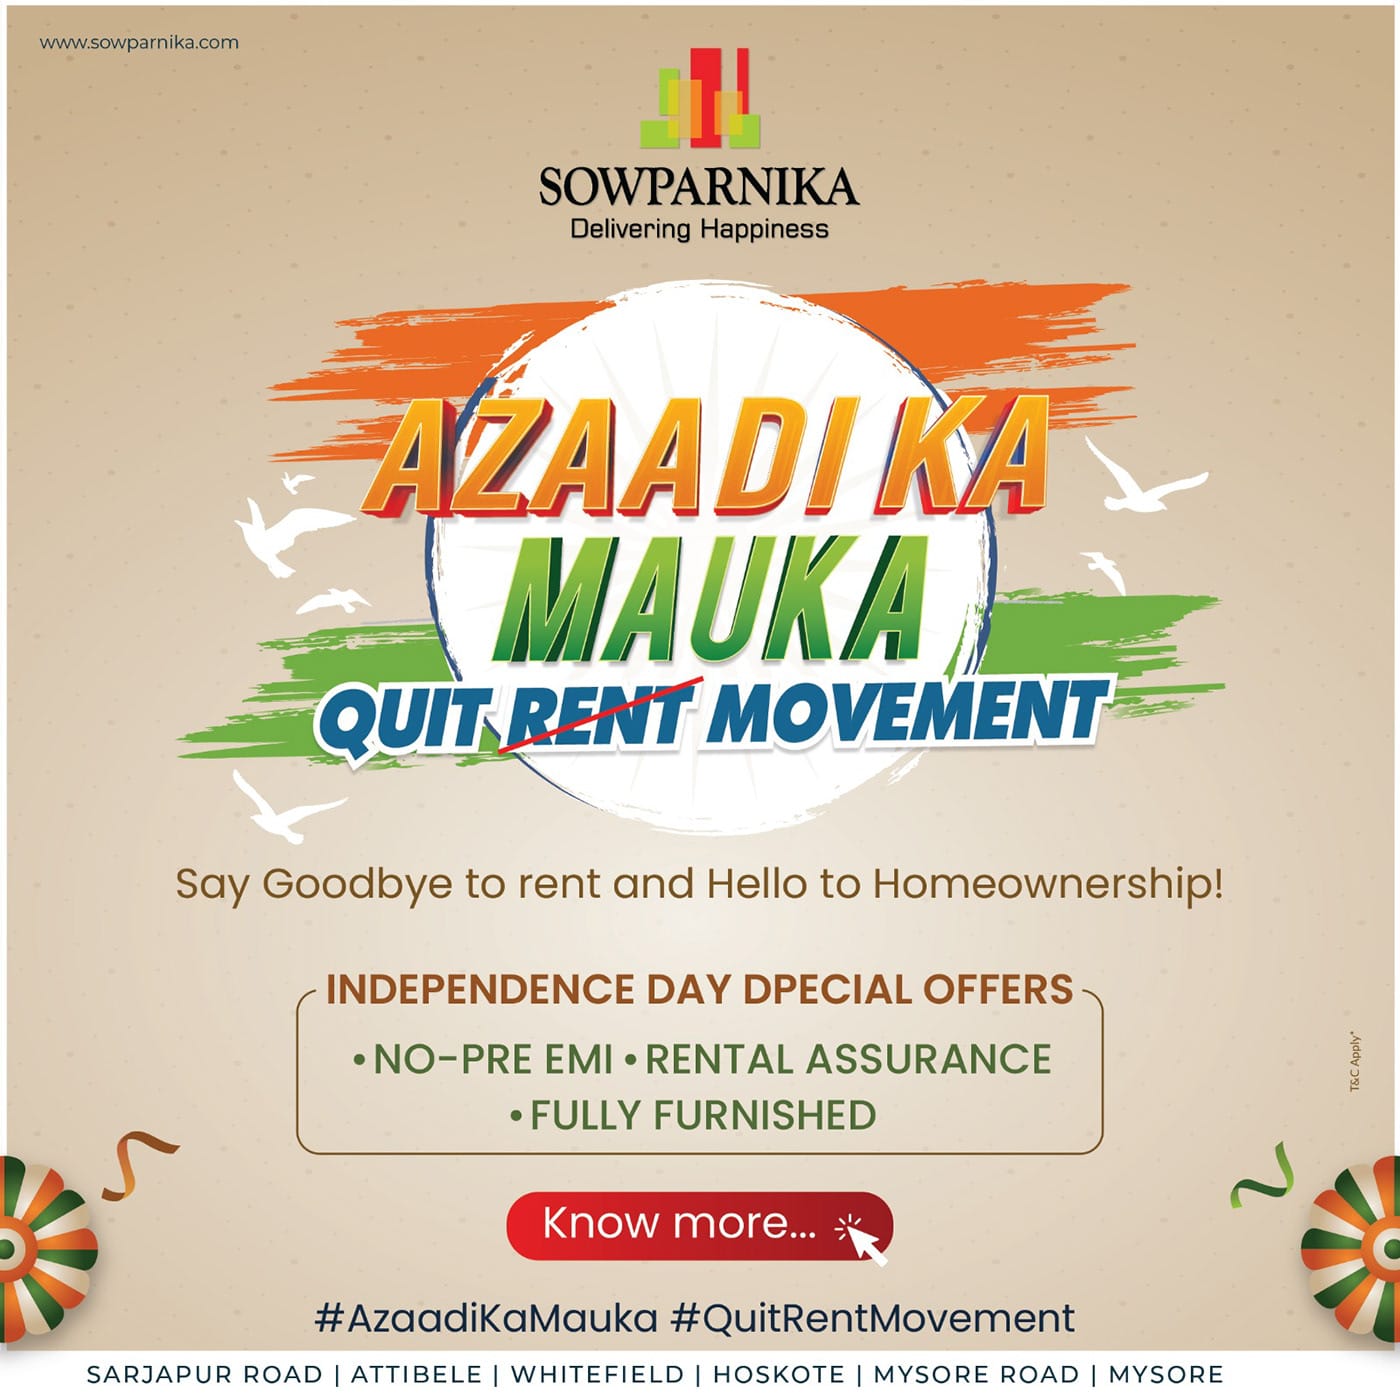 www.sowparnika.com
SOWPARNIKA
Delivering Happiness
AZAADI KA
MAUKA
QUIT RENT MOVEMENT
Say Goodbye to rent and Hello to Homeownership!
INDEPENDENCE DAY DPECIAL OFFERS
•NO-PRE EMI •RENTAL ASSURANCE
•FULLY FURNISHED
T&C Apply*
Know more...
#AzaadiKaMauka #QuitRentMovement
SARJAPUR ROAD | ATTIBELE | WHITEFIELD | HOSKOTE | MYSORE ROAD | MYSORE